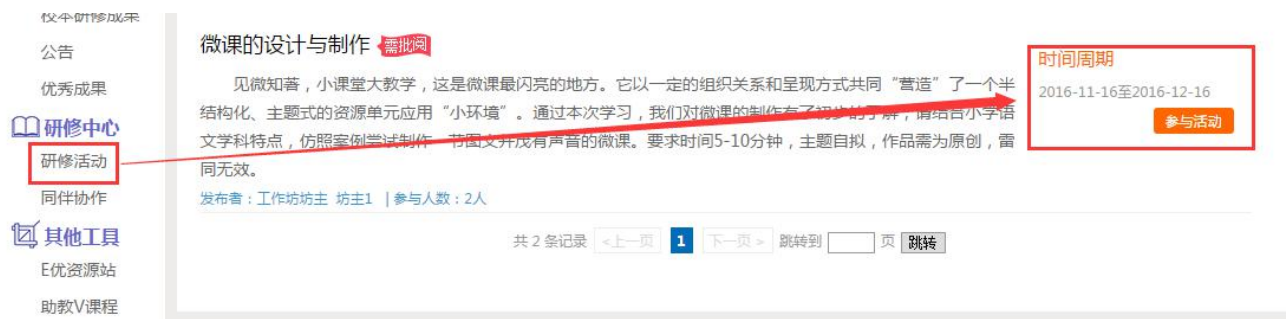 校本研修成果
公告
优秀成果
研修中心
研修活动
同伴协作
其他工具
E优资源站
助教V课程
微课的设计与制作 需批阅
见微知著，小课堂大教学，这是微课最闪亮的地方。它以一定的组织关系和呈现方式共同“营造”了一个半
结构化、主题式的资源单元应用“小环境”。通过本次学习，我们对微课的制作有了初步的了解，请结合小学语
文学科特点，仿照案例尝试制作一节图文并茂有声音的微课。要求时间5-10分钟，主题自拟，作品需为原创，雷
同无效。
发布者：工作坊坊主 坊主1 | 参与人数：2人
时间周期
2016-11-16至2016-12-16
参与活动
共 2 条记录 <上一页 1 下一页 > 跳转到 页 跳转